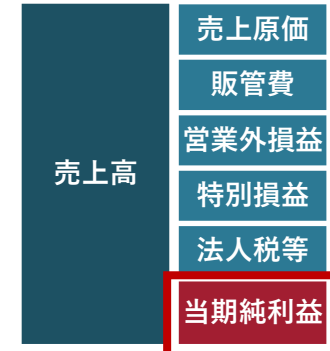 売上高
売上原価
販管費
営業外損益
特別損益
法人税等
当期純利益